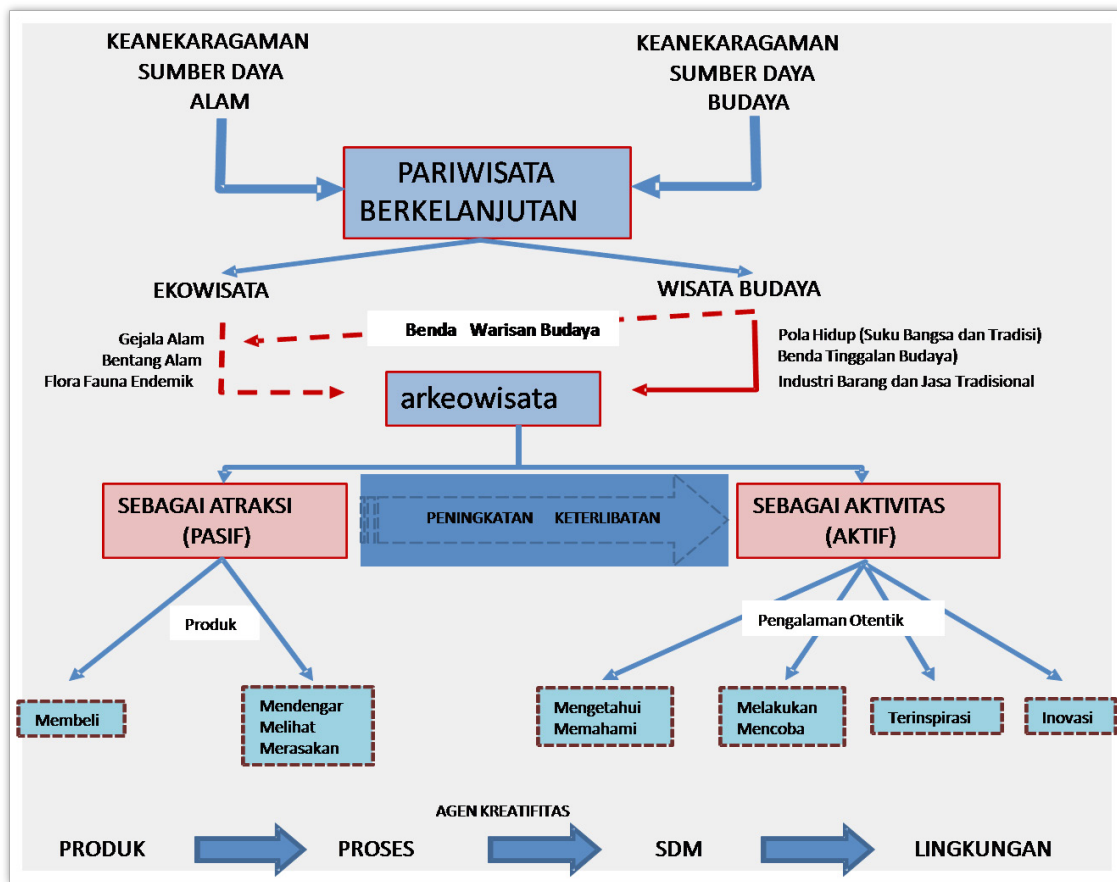 KEANEKARAGAMAN
SUMBER DAYA
ALAM
KEANEKARAGAMAN
SUMBER DAYA
BUDAYA
PARIWISATA
BERKELANJUTAN
EKOWISATA
WISATA BUDAYA
Gejala Alam
Bentang Alam
Flora Fauna Endemik
Benda Warisan Budaya
Pola Hidup (Suku Bangsa dan Tradisi)
Benda Tinggalan Budaya)
Industri Barang dan Jasa Tradisional
arkeowisata
SEBAGAI ATRAKSI
(PASIF)
PENINGKATAN KETERLIBATAN
SEBAGAI AKTIVITAS
(AKTIF)
Produk
Pengalaman Otentik
Membeli
Mendengar
Melihat
Merasakan
Mengetahui
Memahami
Melakukan
Mencoba
Terinspirasi
Inovasi
AGEN KREATIFITAS
PRODUK
PROSES
SDM
LINGKUNGAN